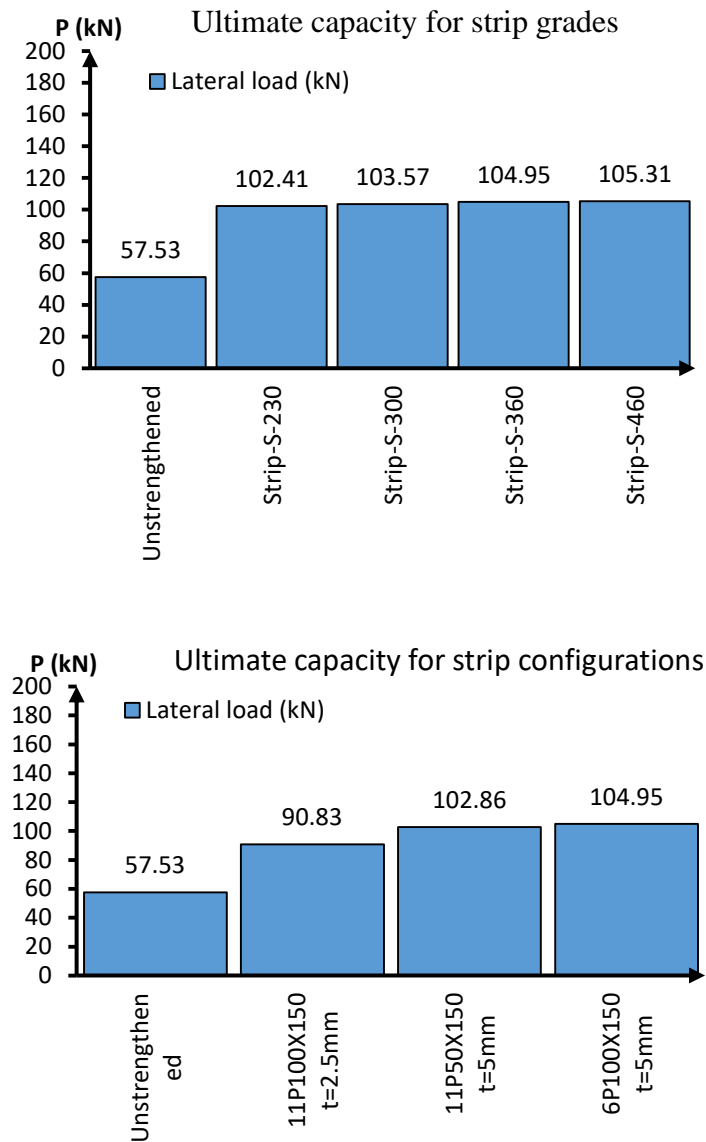 Ultimate capacity for strip grades
P (kN)
200
180
160
140
120
100
80
60
40
20
0
Lateral load (kN)
57.53
102.41
103.57
104.95
105.31
Unstrengthened
Strip-S-230
Strip-S-300
Strip-S-360
Strip-S-460
Ultimate capacity for strip configurations
P (kN)
200
180
160
140
120
100
80
60
40
20
0
Lateral load (kN)
57.53
90.83
102.86
104.95
Unstrengthen
ed
11P100X150
t=2.5mm
11P50X150
t=5mm
6P100X150
t=5mm